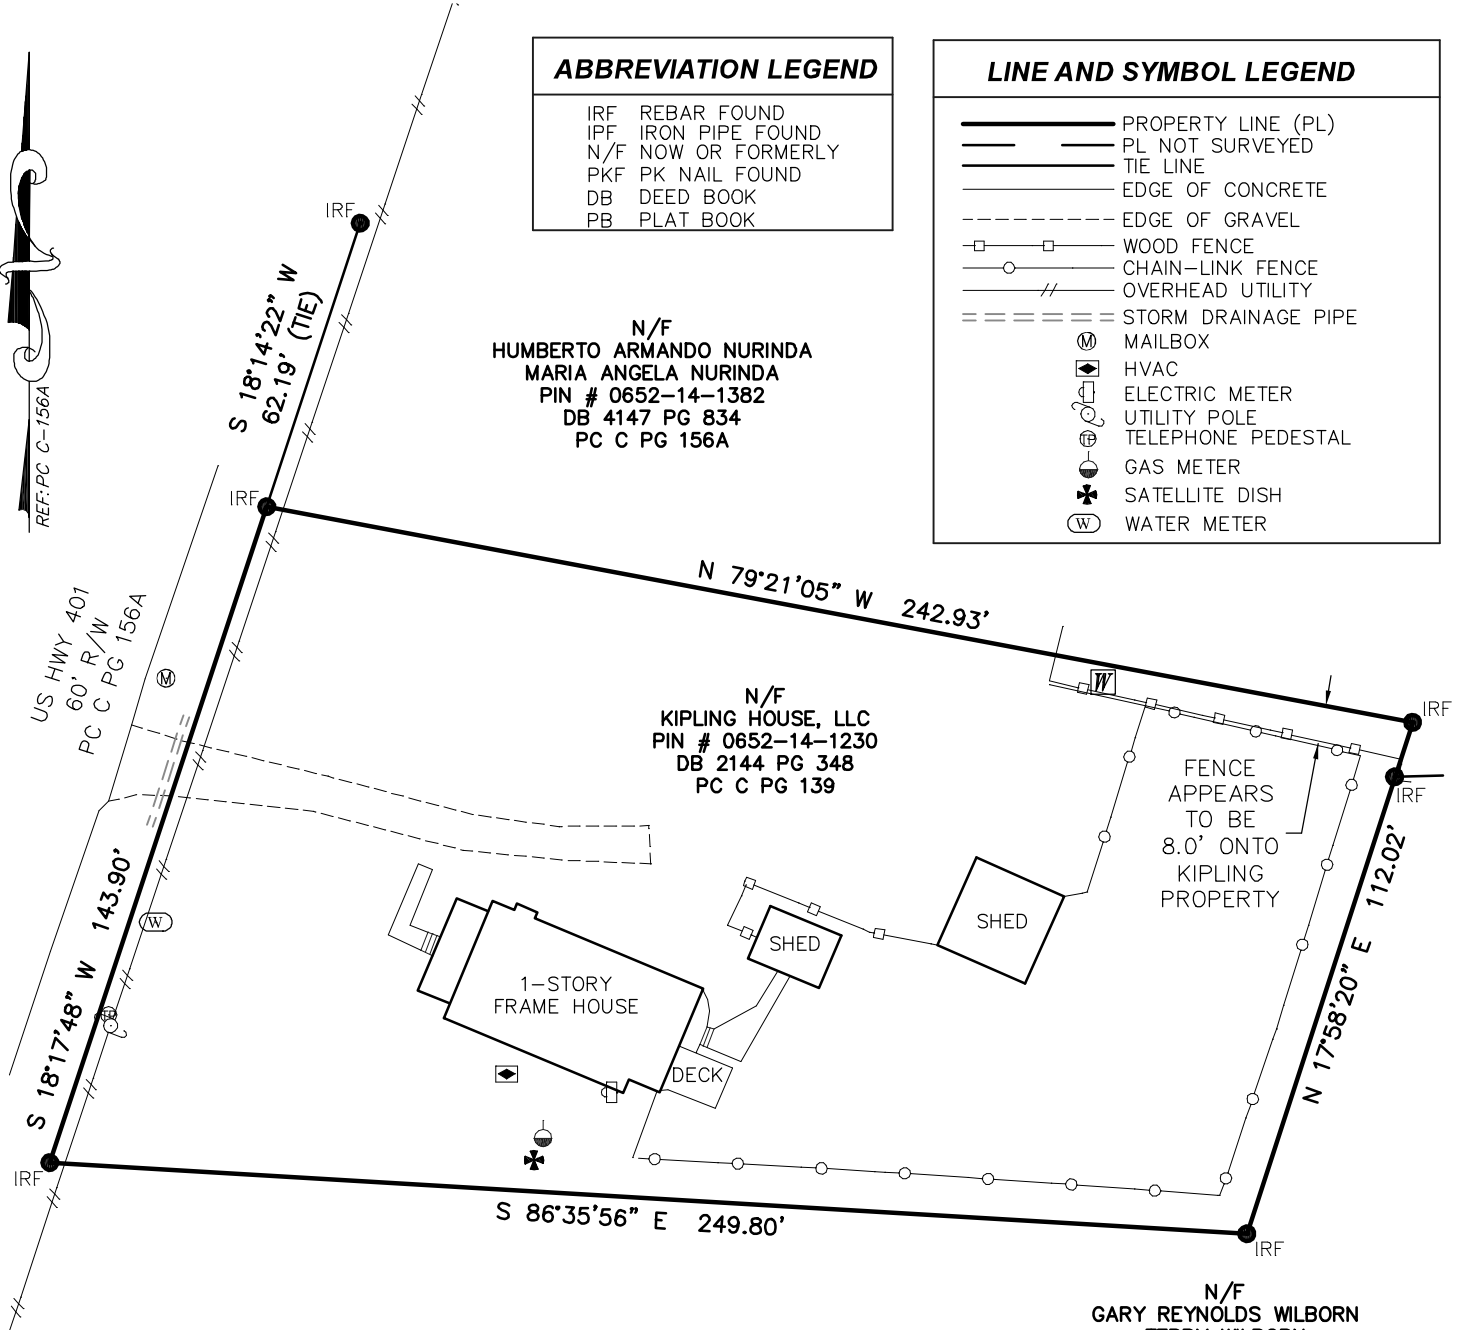 ABBREVIATION LEGEND
IRF REBAR FOUND
IPF IRON PIPE FOUND
N/F NOW OR FORMERLY
PKF PK NAIL FOUND
DB DEED BOOK
PB PLAT BOOK
LINE AND SYMBOL LEGEND
PROPERTY LINE (PL)
PL NOT SURVEYED
TIE LINE
EDGE OF CONCRETE
EDGE OF GRAVEL
WOOD FENCE
CHAIN-LINK FENCE
OVERHEAD UTILITY
STORM DRAINAGE PIPE
M MAILBOX
HVAC
ELECTRIC METER
UTILITY POLE
TP TELEPHONE PEDESTAL
GAS METER
SATELLITE DISH
W WATER METER
REF: PC C-156A
IRF
S 18°14'22" W
62.19' (TIE)
N/F
HUMBERTO ARMANDO NURINDA
MARIA ANGELA NURINDA
PIN # 0652-14-1382
DB 4147 PG 834
PC C PG 156A
IRF
N 79°21'05" W 242.93'
US HWY 401
60' R/W
PC C PG 156A
M
W
N/F
KIPLING HOUSE, LLC
PIN # 0652-14-1230
DB 2144 PG 348
PC C PG 139
IRF
IRF
FENCE
APPEARS
TO BE
8.0' ONTO
KIPLING
PROPERTY
S 18°17'48" W 143.90'
W
TP
SHED
SHED
1-STORY
FRAME HOUSE
DECK
N 17°58'20" E 112.02'
IRF
S 86°35'56" E 249.80'
IRF
N/F
GARY REYNOLDS WILBORN